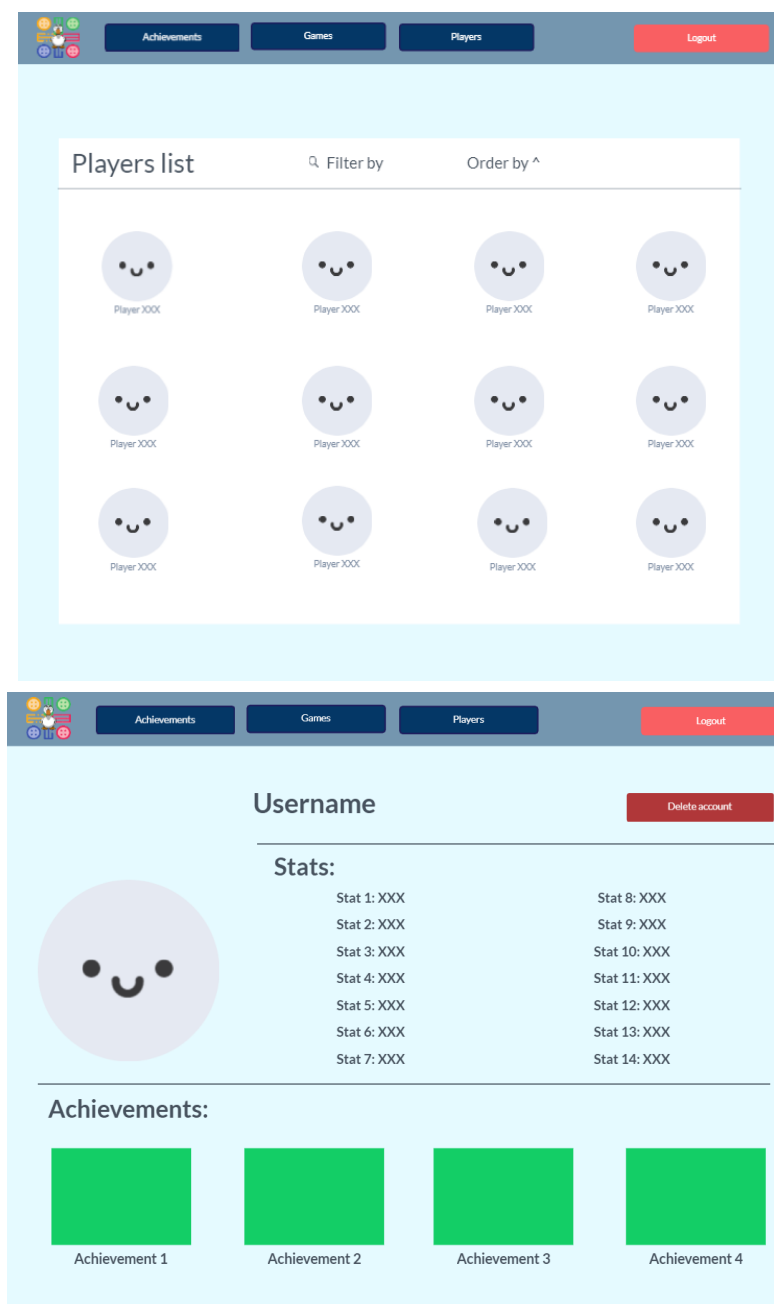 Achievements Games Players Logout
Players list Filter by Order by ^
Player XXX Player XXX Player XXX Player XXX
Player XXX Player XXX Player XXX Player XXX
Player XXX Player XXX Player XXX Player XXX
Achievements Games Players Logout
Username Delete account
Stats:
Stat 1: XXX Stat 8: XXX
Stat 2: XXX Stat 9: XXX
Stat 3: XXX Stat 10: XXX
Stat 4: XXX Stat 11: XXX
Stat 5: XXX Stat 12: XXX
Stat 6: XXX Stat 13: XXX
Stat 7: XXX Stat 14: XXX
Achievements:
Achievement 1 Achievement 2 Achievement 3 Achievement 4